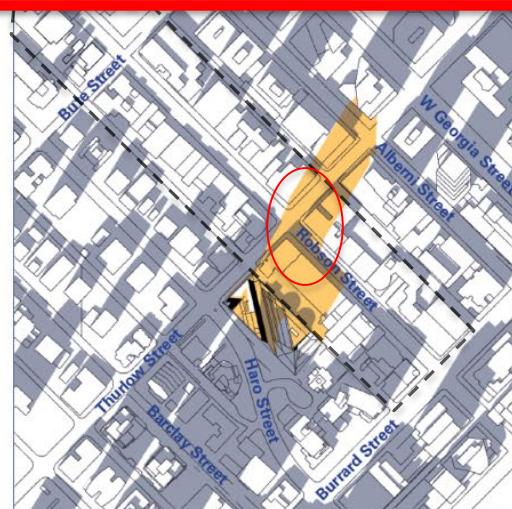 Bute Street
W Georgia Street
Alberni Street
Robson Street
Thurlow Street
Haro Street
Barclay Street
Burrard Street